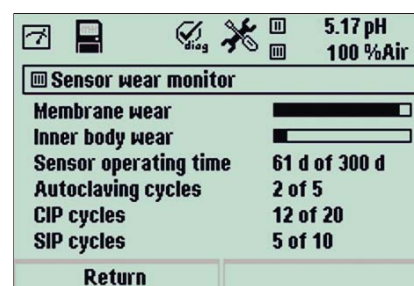 5.17 pH
diag
100 %Air
Sensor wear monitor
Membrane wear
Inner body wear
Sensor operating time 61 d of 300 d
Autoclaving cycles 2 of 5
CIP cycles 12 of 20
SIP cycles 5 of 10
Return